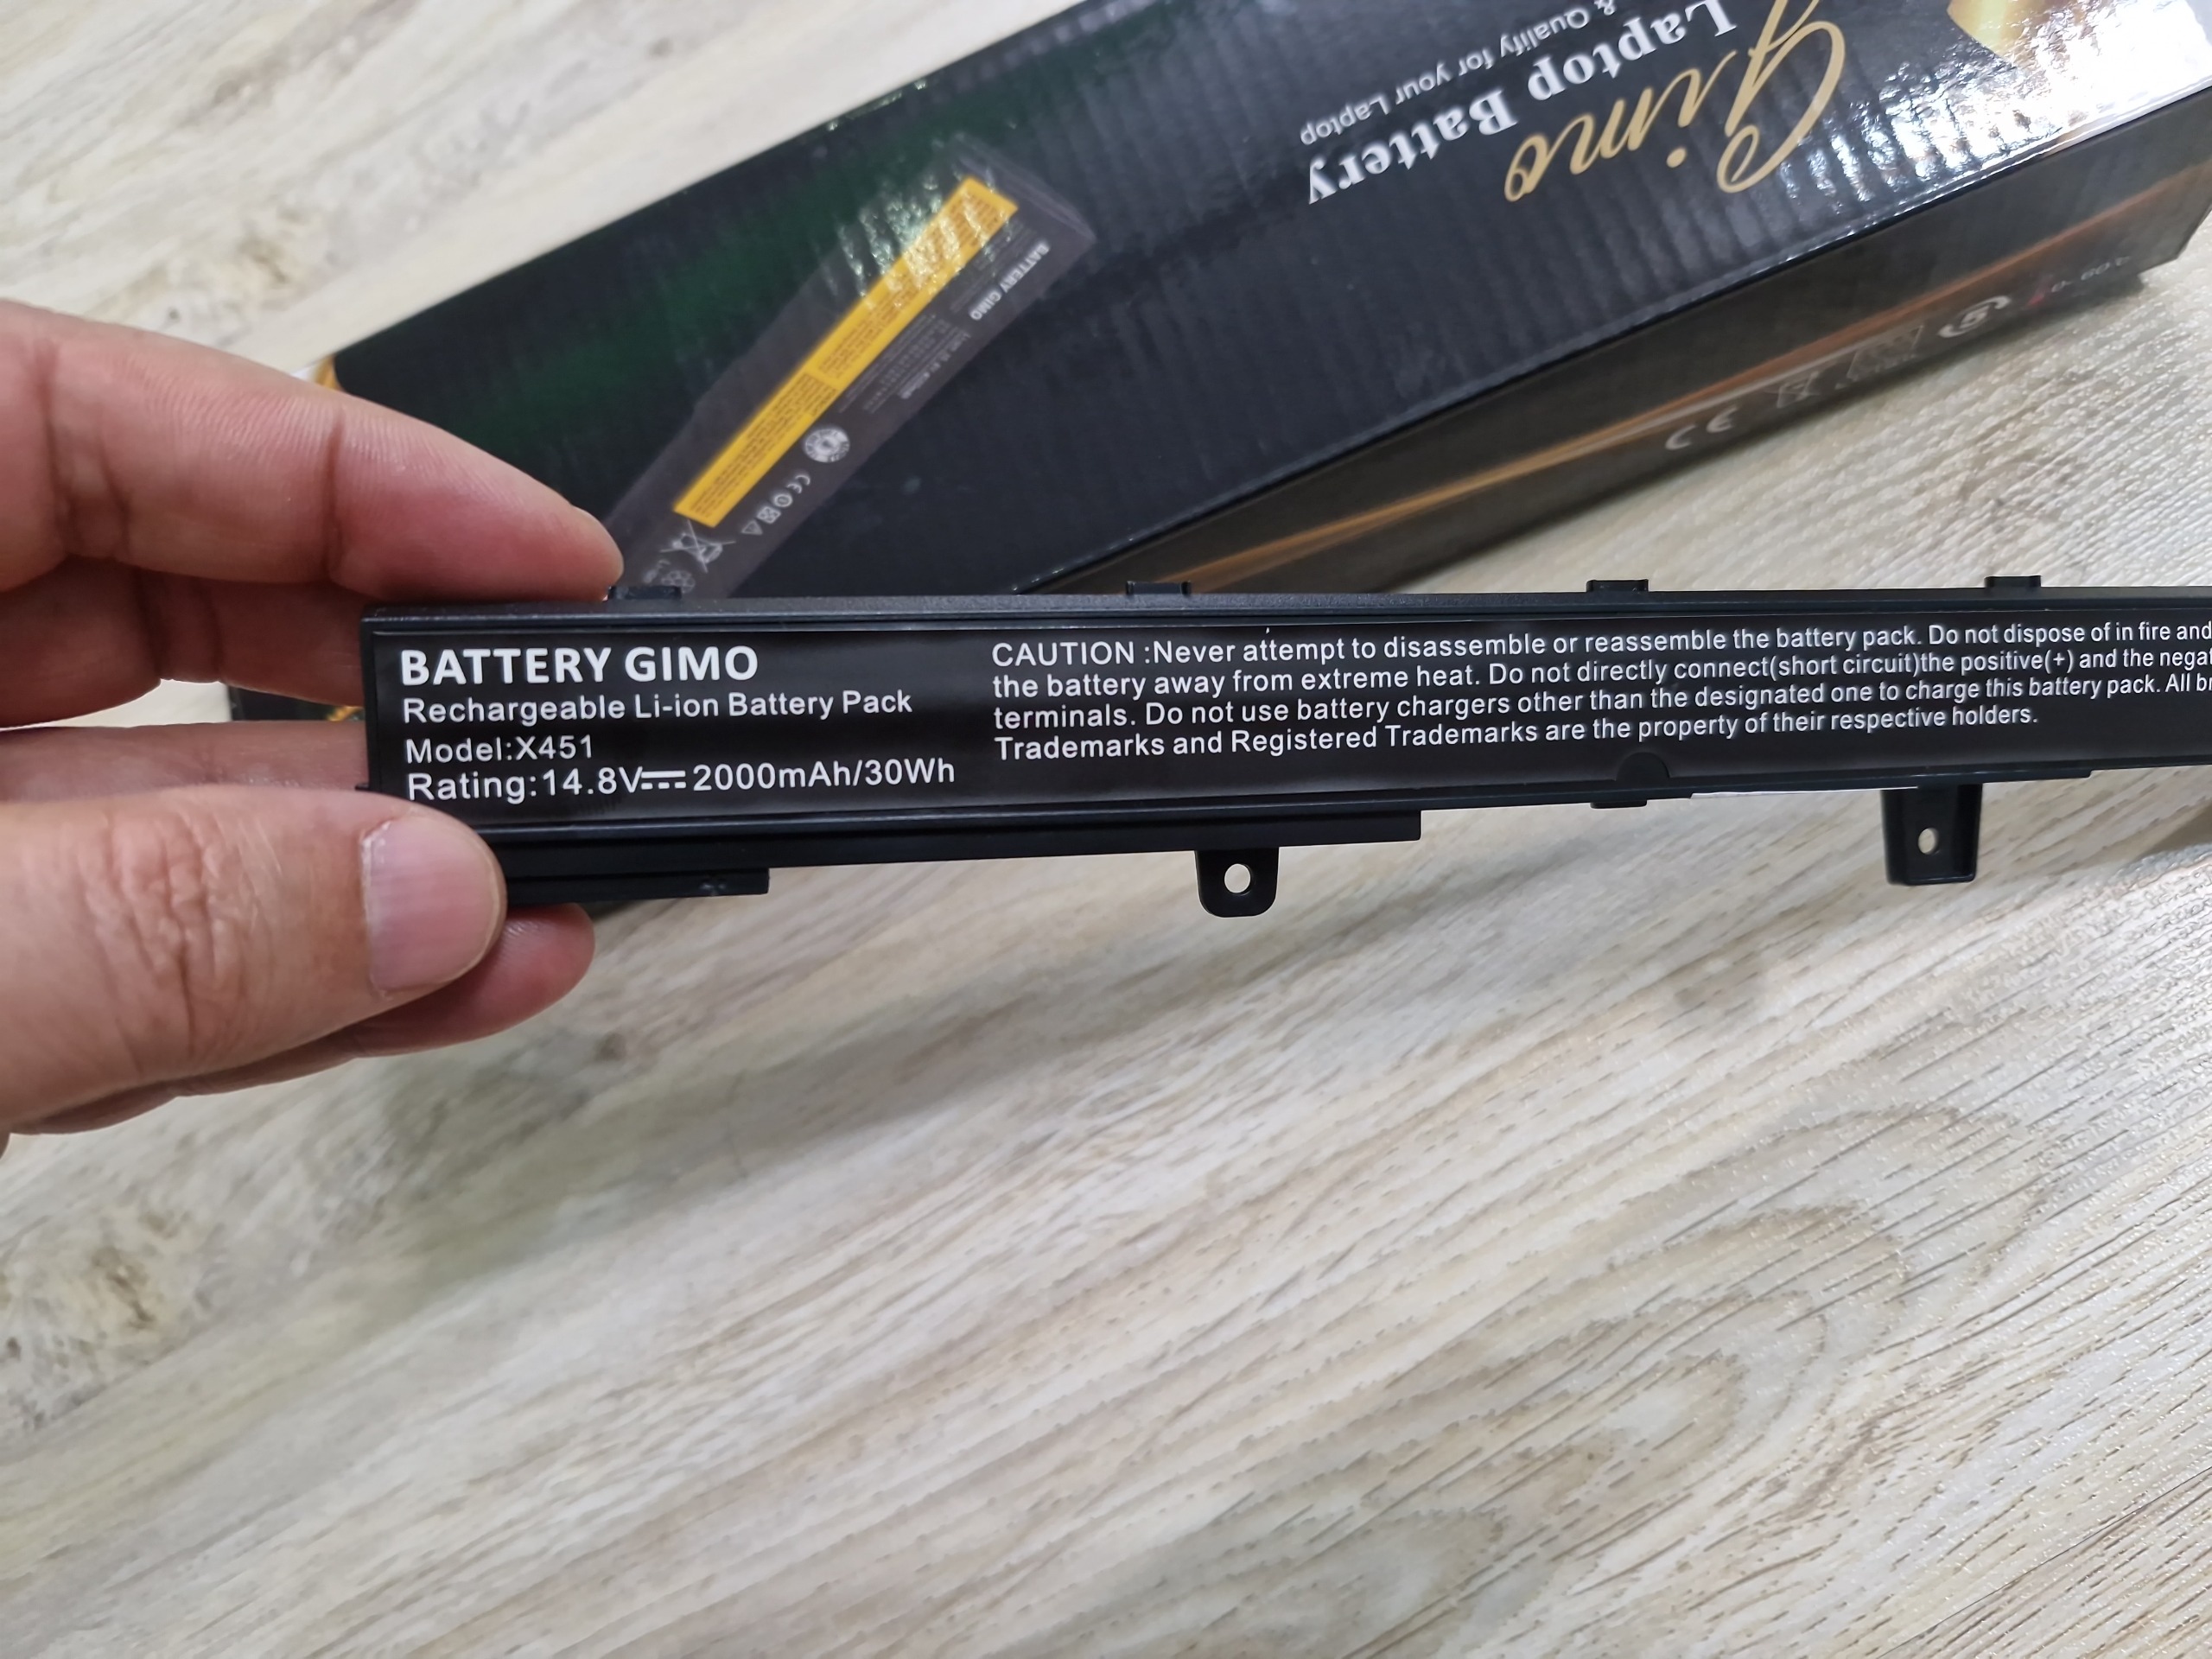 Gimo
Laptop Battery
& Quality for your Laptop
BATTERY GIMO
CE
CE
BATTERY GIMO
Rechargeable Li-ion Battery Pack
Model:X451
Rating:14.8V⎓2000mAh/30Wh
CAUTION :Never attempt to disassemble or reassemble the battery pack. Do not dispose of in fire and
the battery away from extreme heat. Do not directly connect(short circuit)the positive(+) and the negat
terminals. Do not use battery chargers other than the designated one to charge this battery pack. All br
Trademarks and Registered Trademarks are the property of their respective holders.